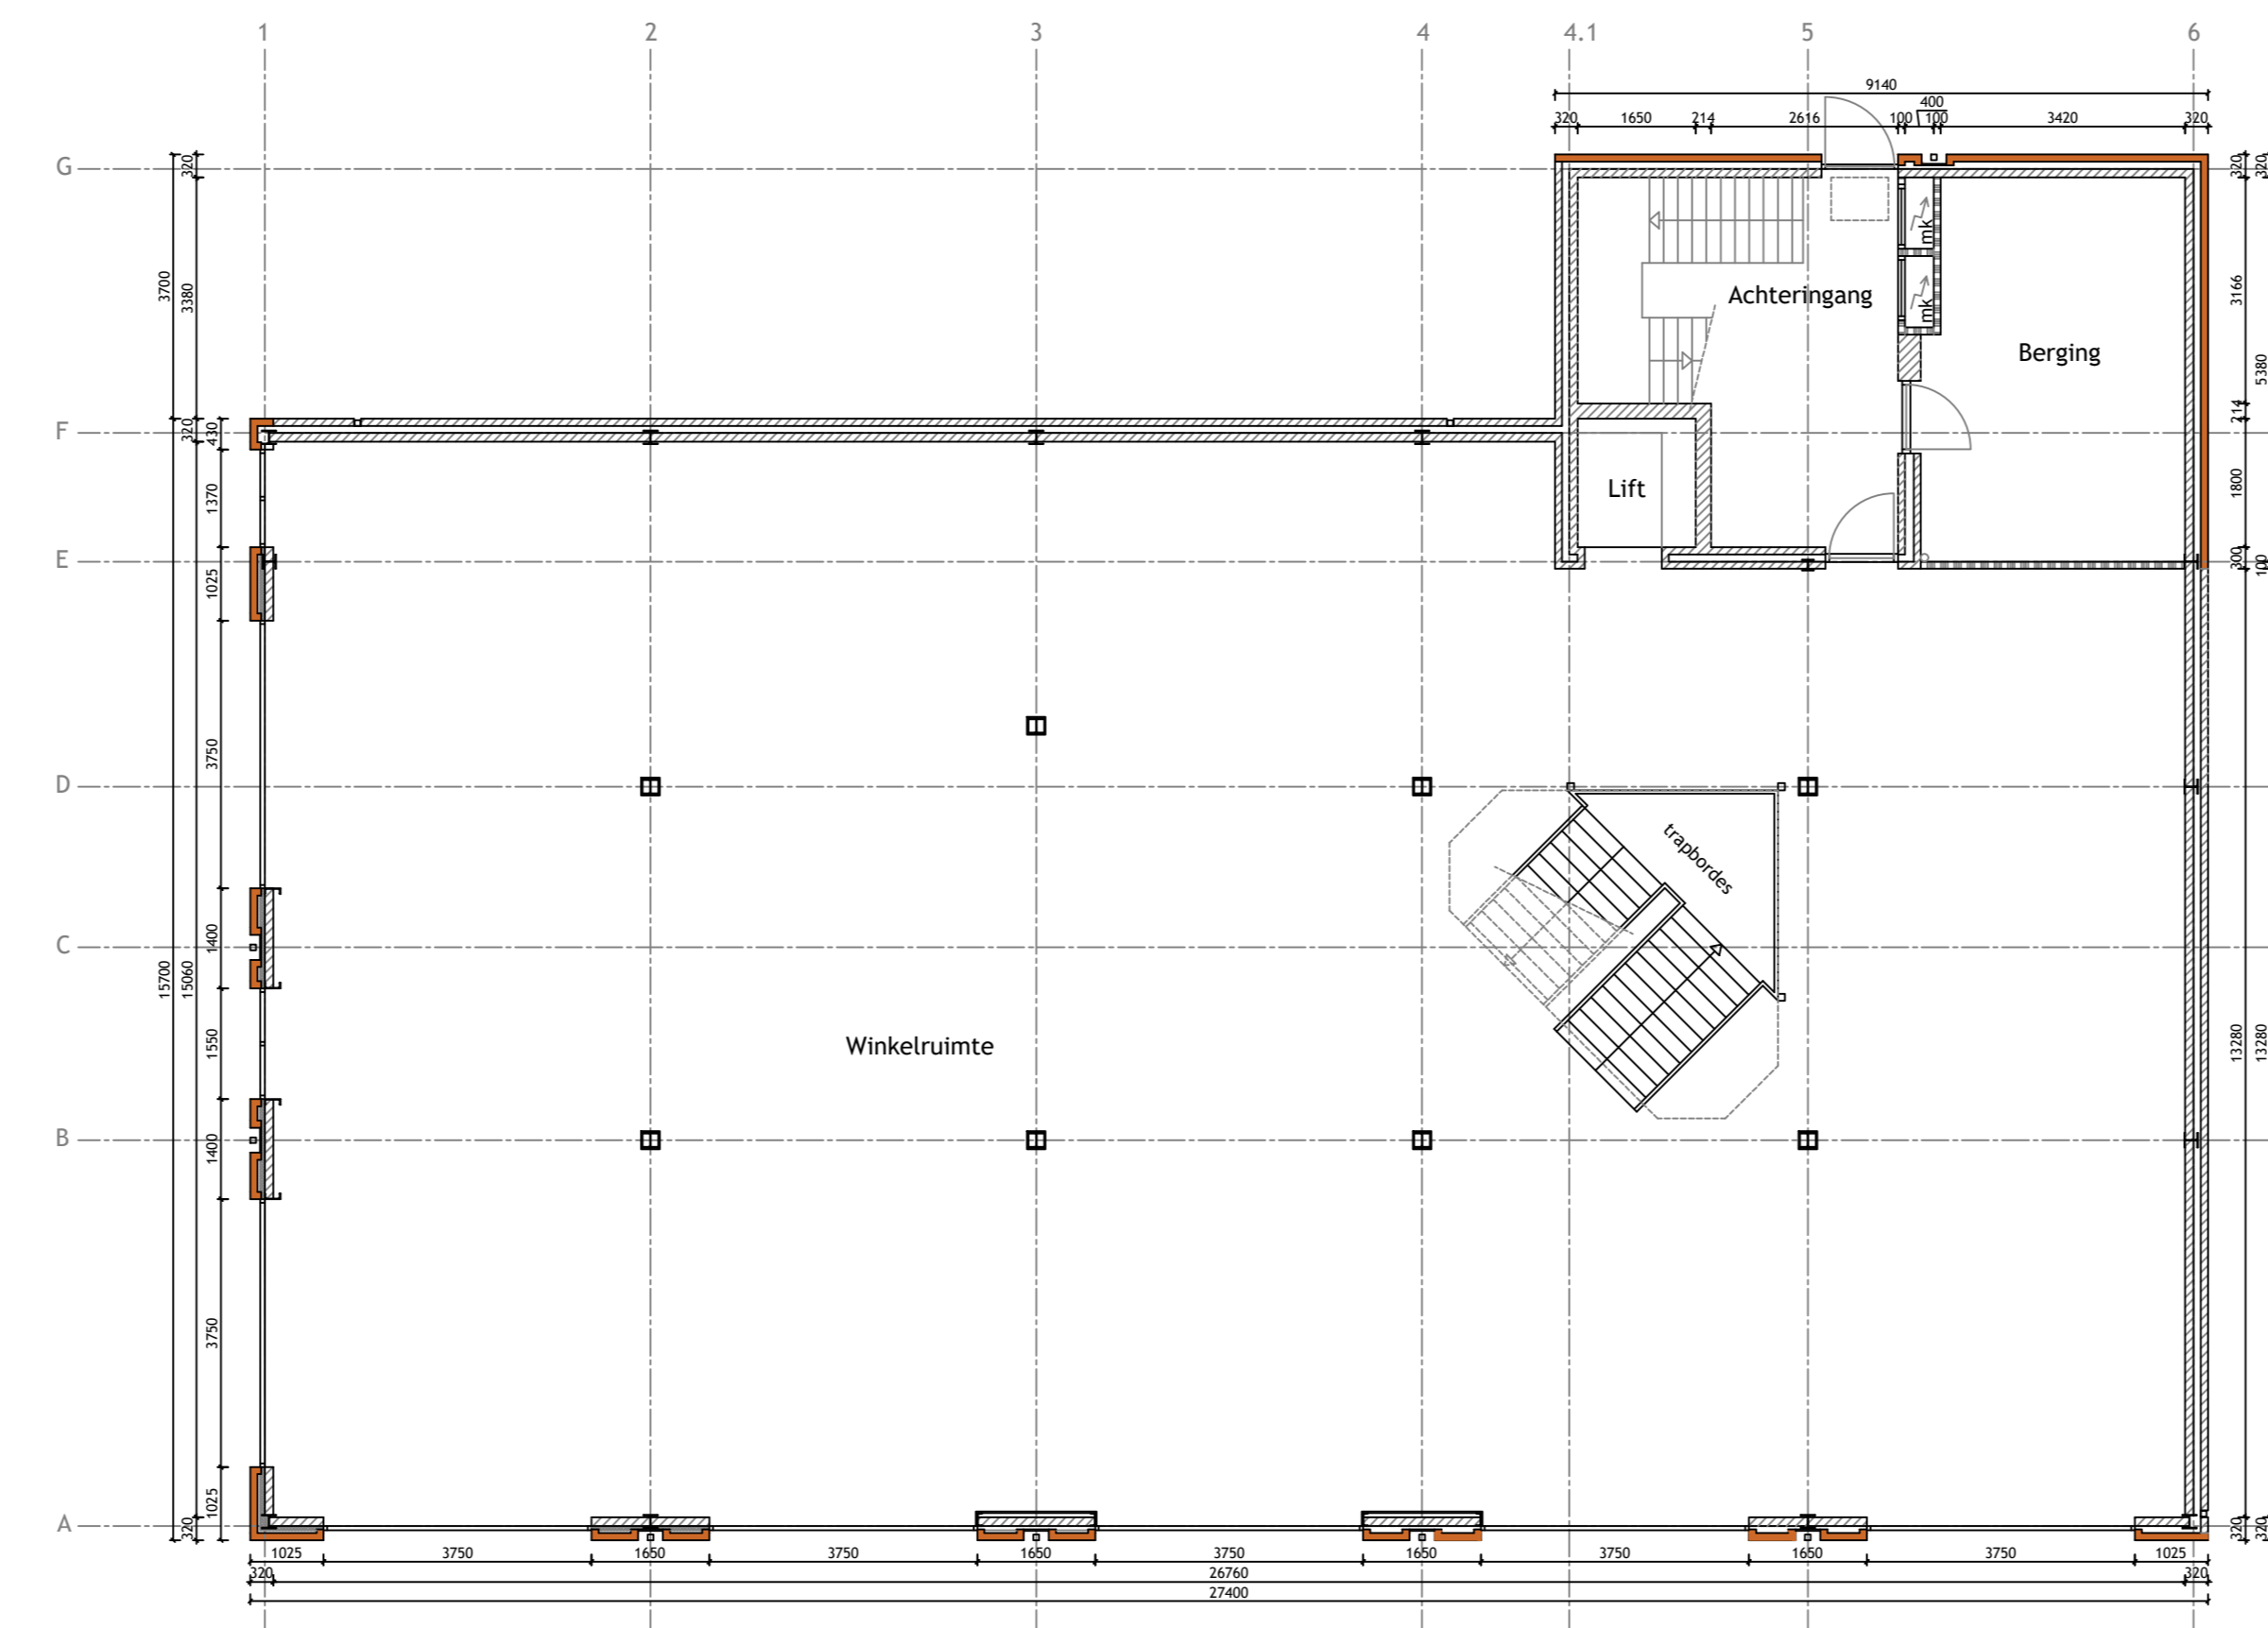 1 2 3 4 4.1 5 6
9140
400
320 1650 214 2616 100 100 3420 320
G
F
E
D
C
B
A
3700
320
3380
320
430
1370
1025
3750
1400
15700
15060
1550
1400
3750
1025
320
Achteringang
mk
mk
Berging
Lift
trapbordes
Winkelruimte
320
320
3166
5380
214
1800
300
100
13280
13280
320
320
1025 3750 1650 3750 1650 3750 1650 3750 1650 3750 1025
320 26760 320
27400